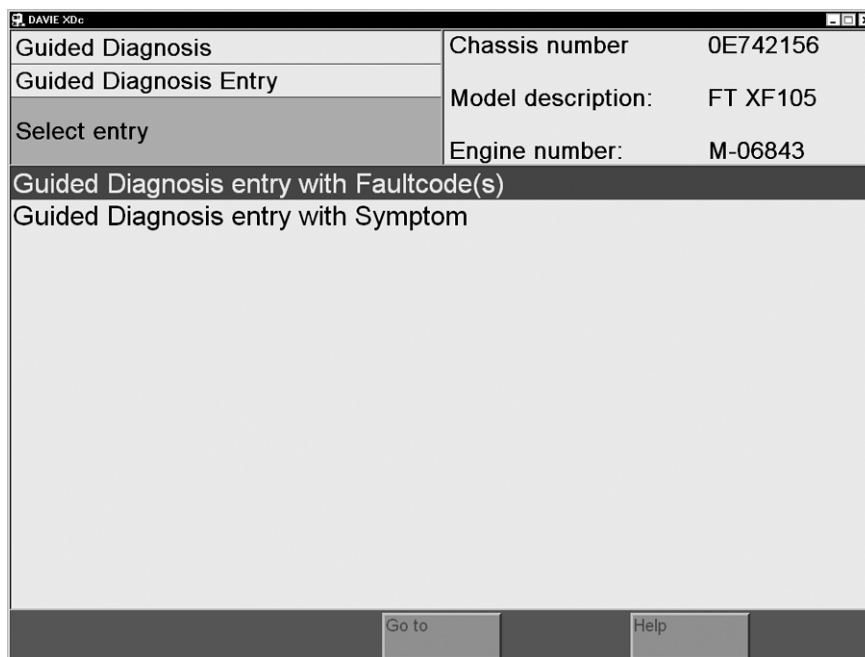 DAVIE XDc
Guided Diagnosis
Guided Diagnosis Entry
Select entry
Chassis number 0E742156
Model description: FT XF105
Engine number: M-06843
Guided Diagnosis entry with Faultcode(s)
Guided Diagnosis entry with Symptom
Go to
Help